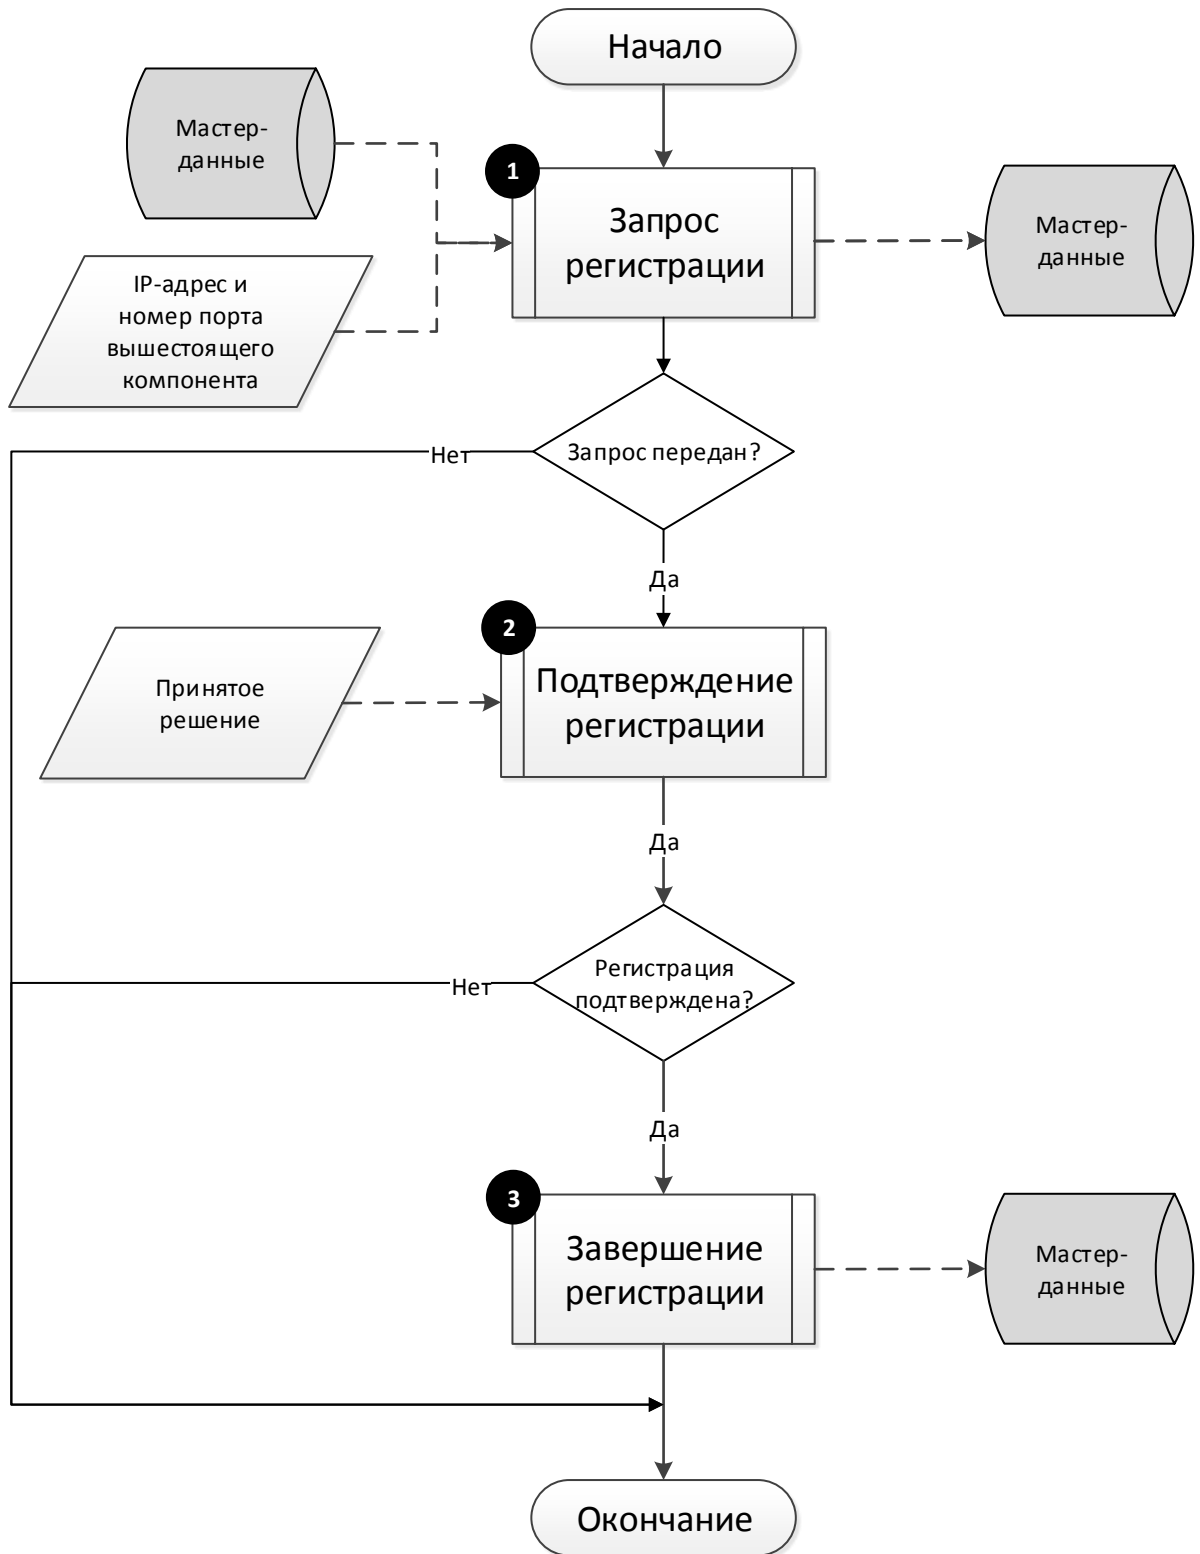 Начало
Мастер-
данные
1
Запрос
регистрации
Мастер-
данные
IP-адрес и
номер порта
вышестоящего
компонента
Нет
Запрос передан?
Да
2
Принятое
решение
Подтверждение
регистрации
Да
Регистрация
подтверждена?
Нет
Да
3
Завершение
регистрации
Мастер-
данные
Окончание